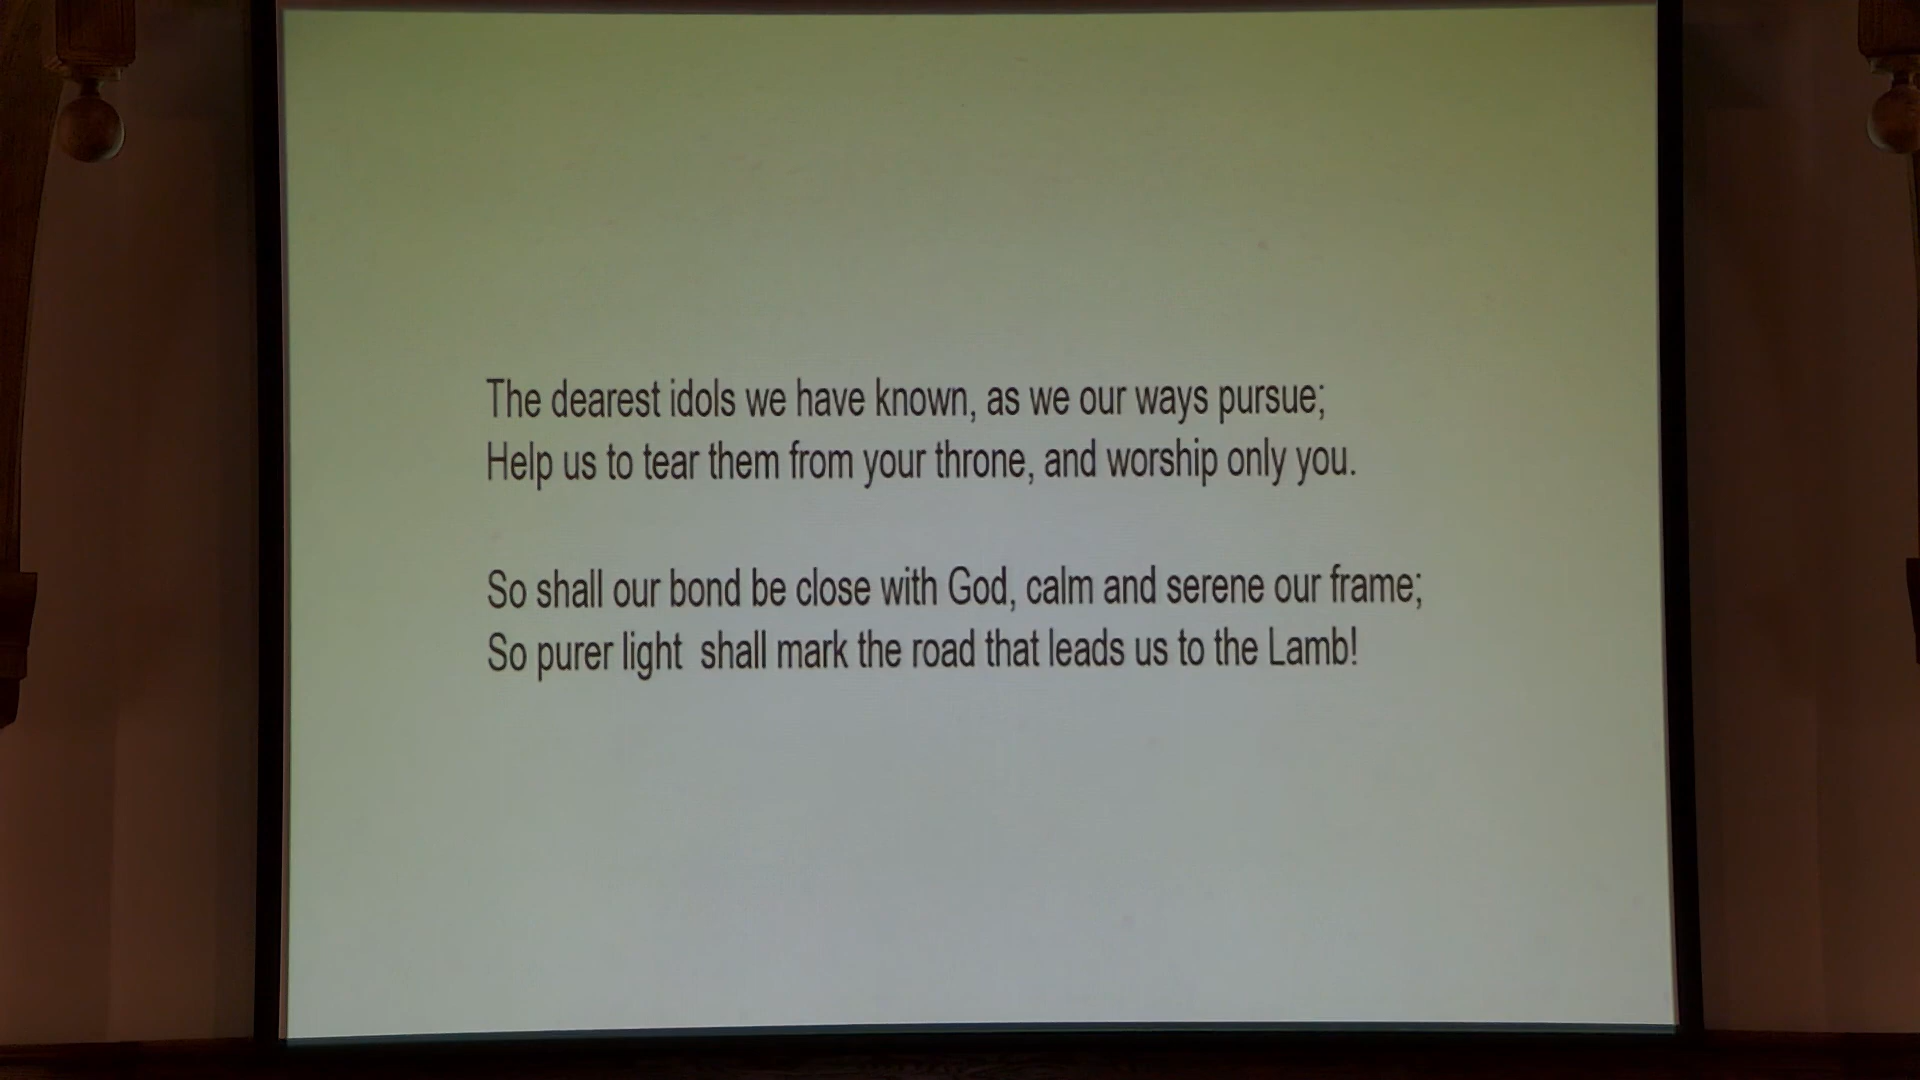 The dearest idols we have known, as we our ways pursue;
Help us to tear them from your throne, and worship only you.
So shall our bond be close with God, calm and serene our frame;
So purer light shall mark the road that leads us to the Lamb!